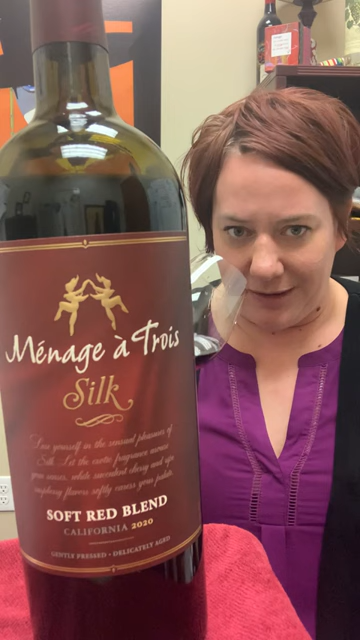 Ménage à Trois
Silk
Lose yourself in the sensual pleasures of
Silk. Let the exotic fragrance arouse
your senses, while succulent cherry and ripe
raspberry flavors softly caress your palate.
SOFT RED BLEND
CALIFORNIA 2020
GENTLY PRESSED • DELICATELY AGED